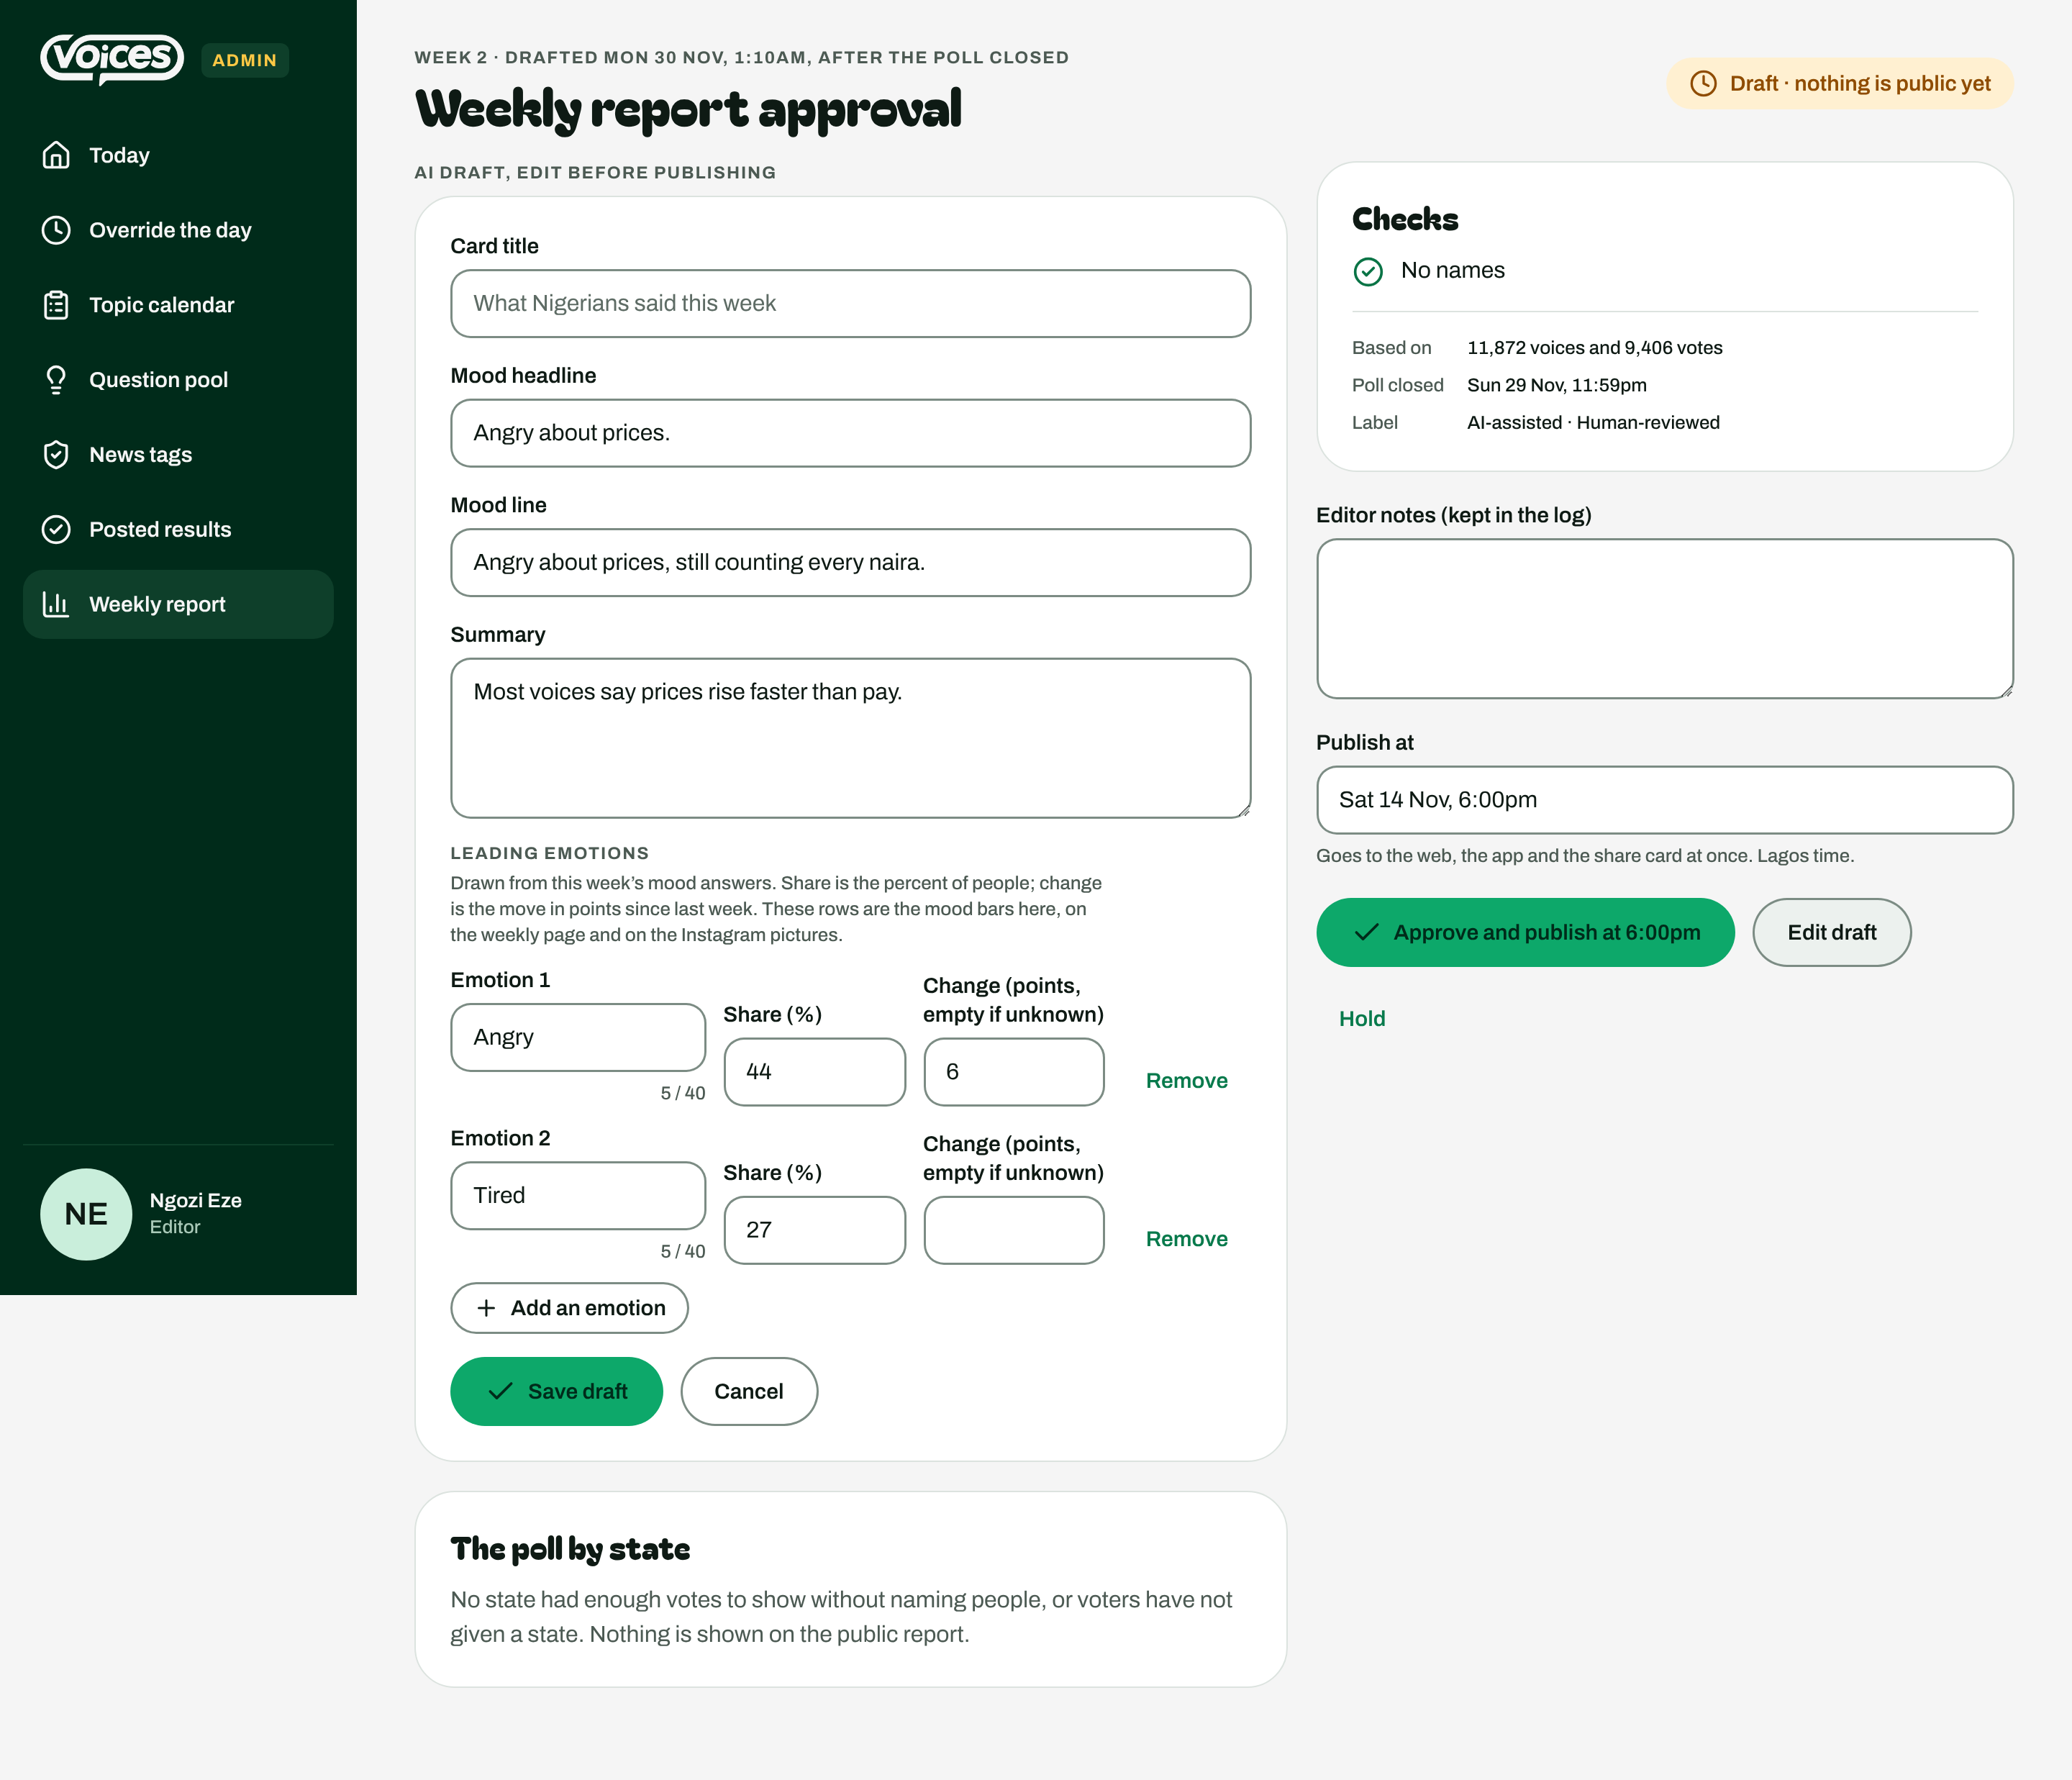 Voices
ADMIN
Today
Override the day
Topic calendar
Question pool
News tags
Posted results
Weekly report
NE
Ngozi Eze
Editor
WEEK 2 · DRAFTED MON 30 NOV, 1:10AM, AFTER THE POLL CLOSED
Weekly report approval
Draft · nothing is public yet
AI DRAFT, EDIT BEFORE PUBLISHING
Card title
What Nigerians said this week
Mood headline
Angry about prices.
Mood line
Angry about prices, still counting every naira.
Summary
Most voices say prices rise faster than pay.
LEADING EMOTIONS
Drawn from this week’s mood answers. Share is the percent of people; change
is the move in points since last week. These rows are the mood bars here, on
the weekly page and on the Instagram pictures.
Emotion 1
Angry
5 / 40
Share (%)
44
Change (points,
empty if unknown)
6
Remove
Emotion 2
Tired
5 / 40
Share (%)
27
Change (points,
empty if unknown)
Remove
Add an emotion
Save draft
Cancel
The poll by state
No state had enough votes to show without naming people, or voters have not
given a state. Nothing is shown on the public report.
Checks
No names
Based on 11,872 voices and 9,406 votes
Poll closed Sun 29 Nov, 11:59pm
Label AI-assisted · Human-reviewed
Editor notes (kept in the log)
Publish at
Sat 14 Nov, 6:00pm
Goes to the web, the app and the share card at once. Lagos time.
Approve and publish at 6:00pm
Edit draft
Hold